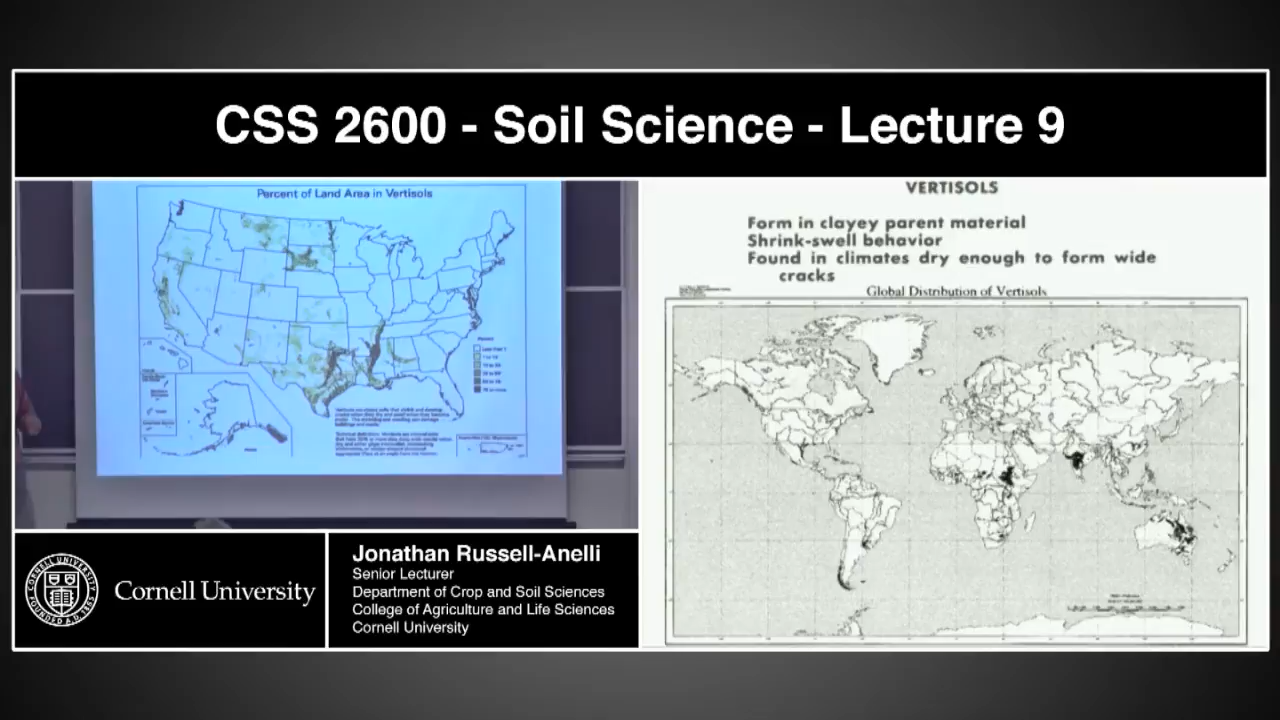 CSS 2600 - Soil Science - Lecture 9
Percent of Land Area in Vertisols
VERTISOLS
Form in clayey parent material
Shrink-swell behavior
Found in climates dry enough to form wide
cracks
Global Distribution of Vertisols
Cornell University
Jonathan Russell-Anelli
Senior Lecturer
Department of Crop and Soil Sciences
College of Agriculture and Life Sciences
Cornell University